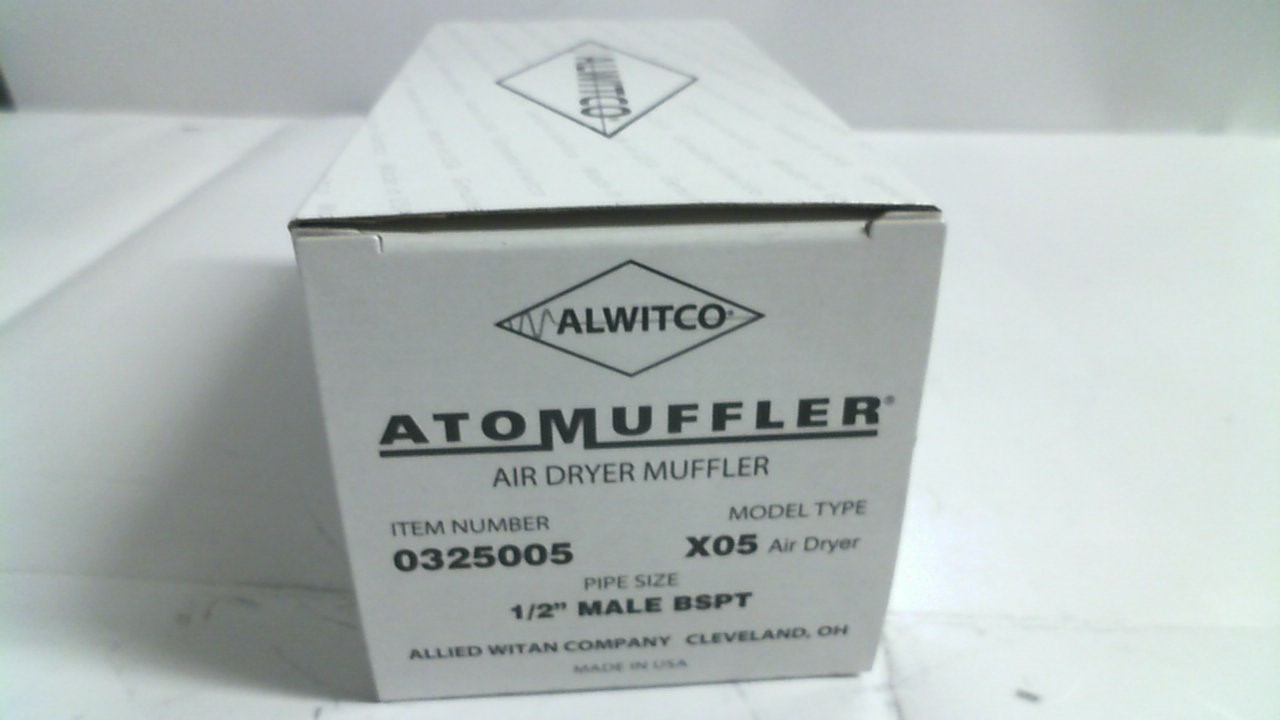 ALWITCO
ALWITCO®
ATOMUFFLER®
AIR DRYER MUFFLER
ITEM NUMBER MODEL TYPE
0325005 X05 Air Dryer
PIPE SIZE
1/2" MALE BSPT
ALLIED WITAN COMPANY CLEVELAND, OH
MADE IN USA